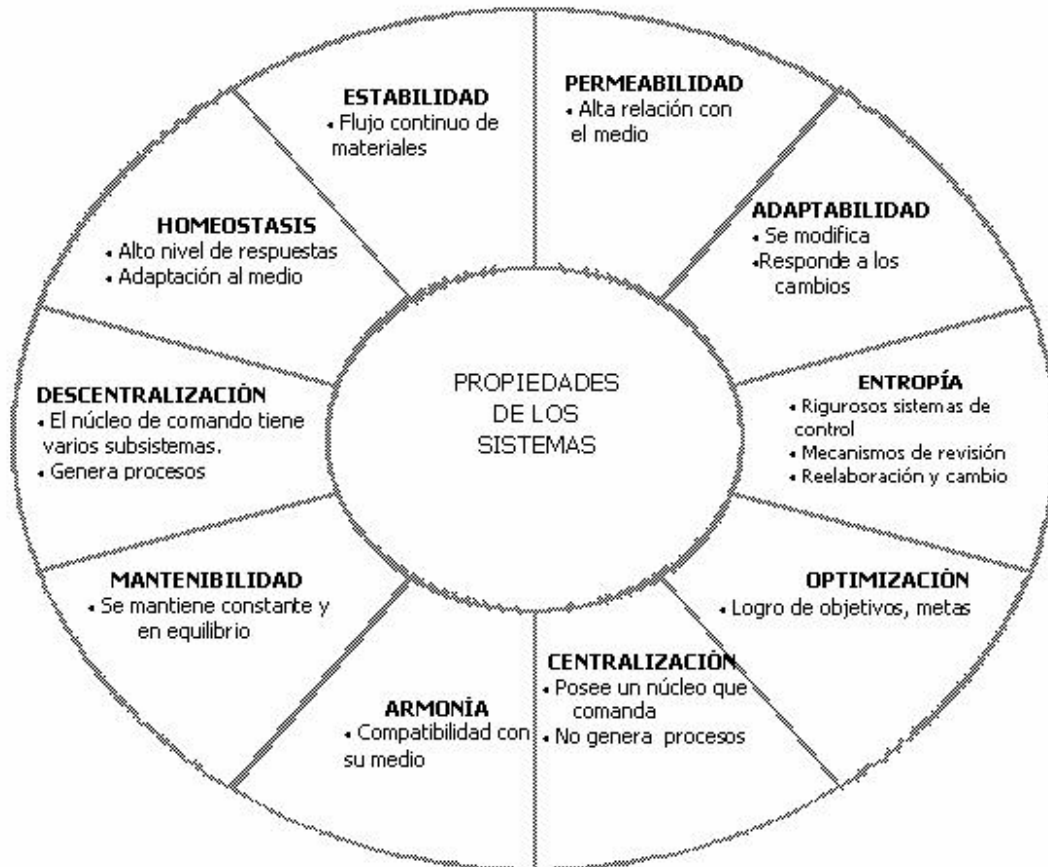 PROPIEDADES
DE LOS
SISTEMAS
PERMEABILIDAD
• Alta relación con
el medio
ADAPTABILIDAD
• Se modifica
•Responde a los
cambios
ENTROPÍA
• Rigurosos sistemas de
control
• Mecanismos de revisión
• Reelaboración y cambio
OPTIMIZACIÓN
• Logro de objetivos, metas
CENTRALIZACIÓN
• Posee un núcleo que
comanda
• No genera procesos
ARMONÍA
• Compatibilidad con
su medio
MANTENIBILIDAD
• Se mantiene constante y
en equilibrio
DESCENTRALIZACIÓN
• El núcleo de comando tiene
varios subsistemas.
• Genera procesos
HOMEOSTASIS
• Alto nivel de respuestas
• Adaptación al medio
ESTABILIDAD
• Flujo continuo de
materiales